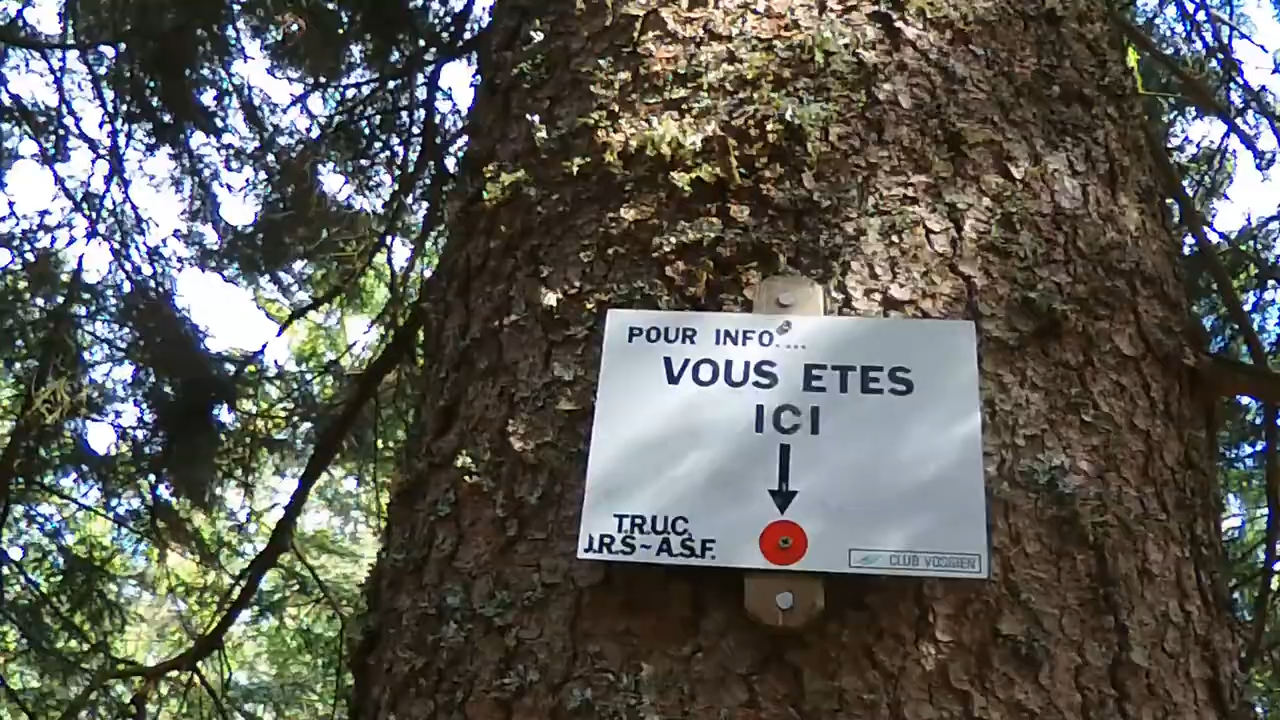 POUR INFO....
VOUS ETES
ICI
T.R.U.C.
J.R.S ~ A.S.F.
CLUB VOSGIEN